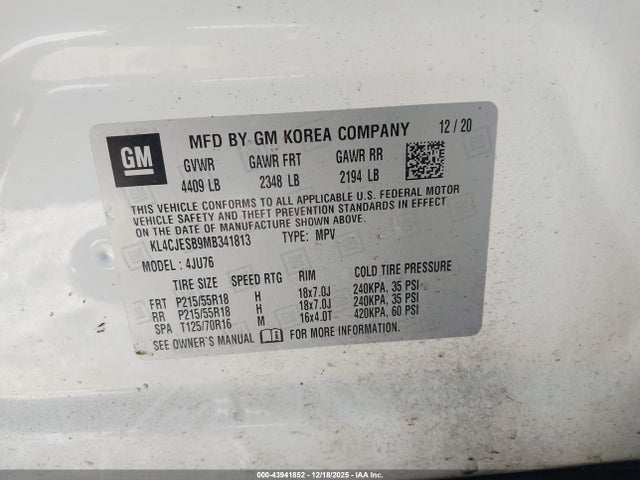 GM
MFD BY GM KOREA COMPANY 12 / 20
GVWR GAWR FRT GAWR RR
4409 LB 2348 LB 2194 LB
THIS VEHICLE CONFORMS TO ALL APPLICABLE U.S. FEDERAL MOTOR
VEHICLE SAFETY AND THEFT PREVENTION STANDARDS IN EFFECT
ON THE DATE OF MANUFACTURE SHOWN ABOVE.
KL4CJESB9MB341813 TYPE: MPV
MODEL : 4JU76
TIRE SIZE SPEED RTG RIM COLD TIRE PRESSURE
FRT P215/55R18 H 18x7.0J 240KPA, 35 PSI
RR P215/55R18 H 18x7.0J 240KPA, 35 PSI
SPA T125/70R16 M 16x4.0T 420KPA, 60 PSI
SEE OWNER'S MANUAL FOR MORE INFORMATION
000-43941852 - 12/18/2025 - IAA Inc.